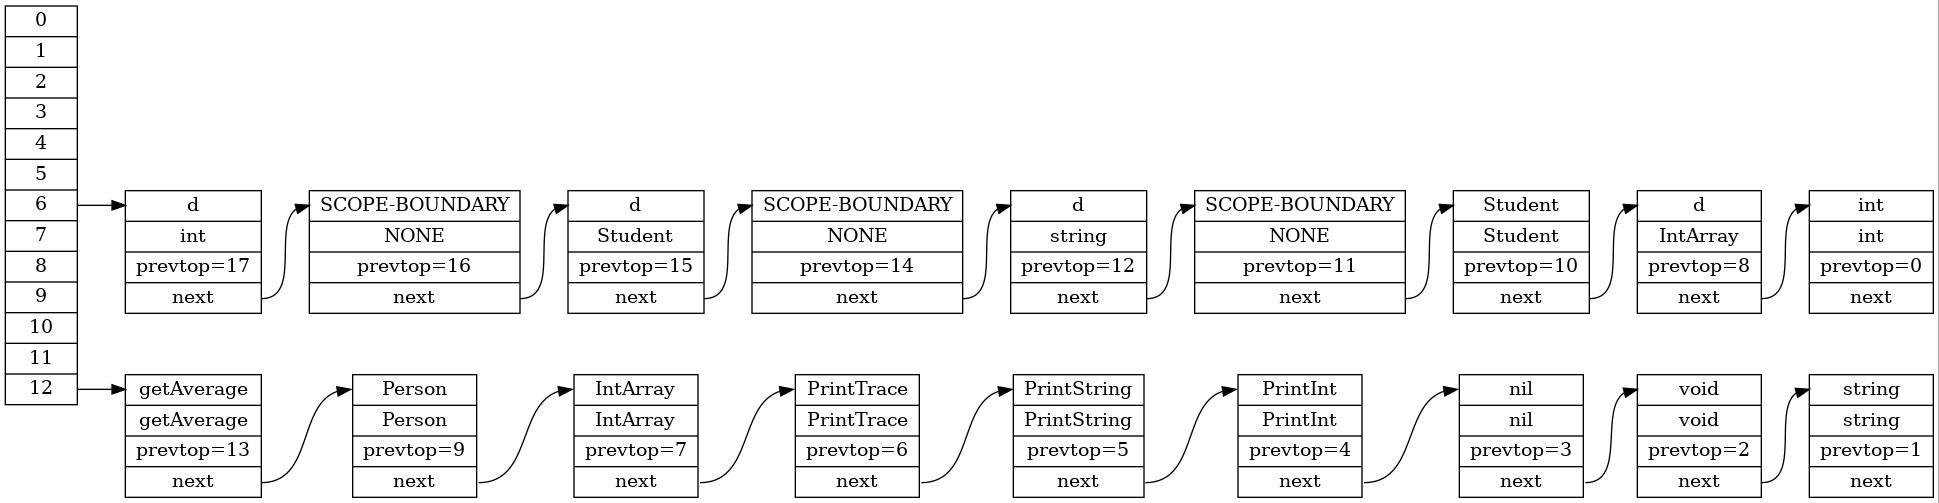 0
1
2
3
4
5
6
7
8
9
10
11
12
d
int
prevtop=17
next
SCOPE-BOUNDARY
NONE
prevtop=16
next
d
Student
prevtop=15
next
SCOPE-BOUNDARY
NONE
prevtop=14
next
d
string
prevtop=12
next
SCOPE-BOUNDARY
NONE
prevtop=11
next
Student
Student
prevtop=10
next
d
IntArray
prevtop=8
next
int
int
prevtop=0
next
getAverage
getAverage
prevtop=13
next
Person
Person
prevtop=9
next
IntArray
IntArray
prevtop=7
next
PrintTrace
PrintTrace
prevtop=6
next
PrintString
PrintString
prevtop=5
next
PrintInt
PrintInt
prevtop=4
next
nil
nil
prevtop=3
next
void
void
prevtop=2
next
string
string
prevtop=1
next